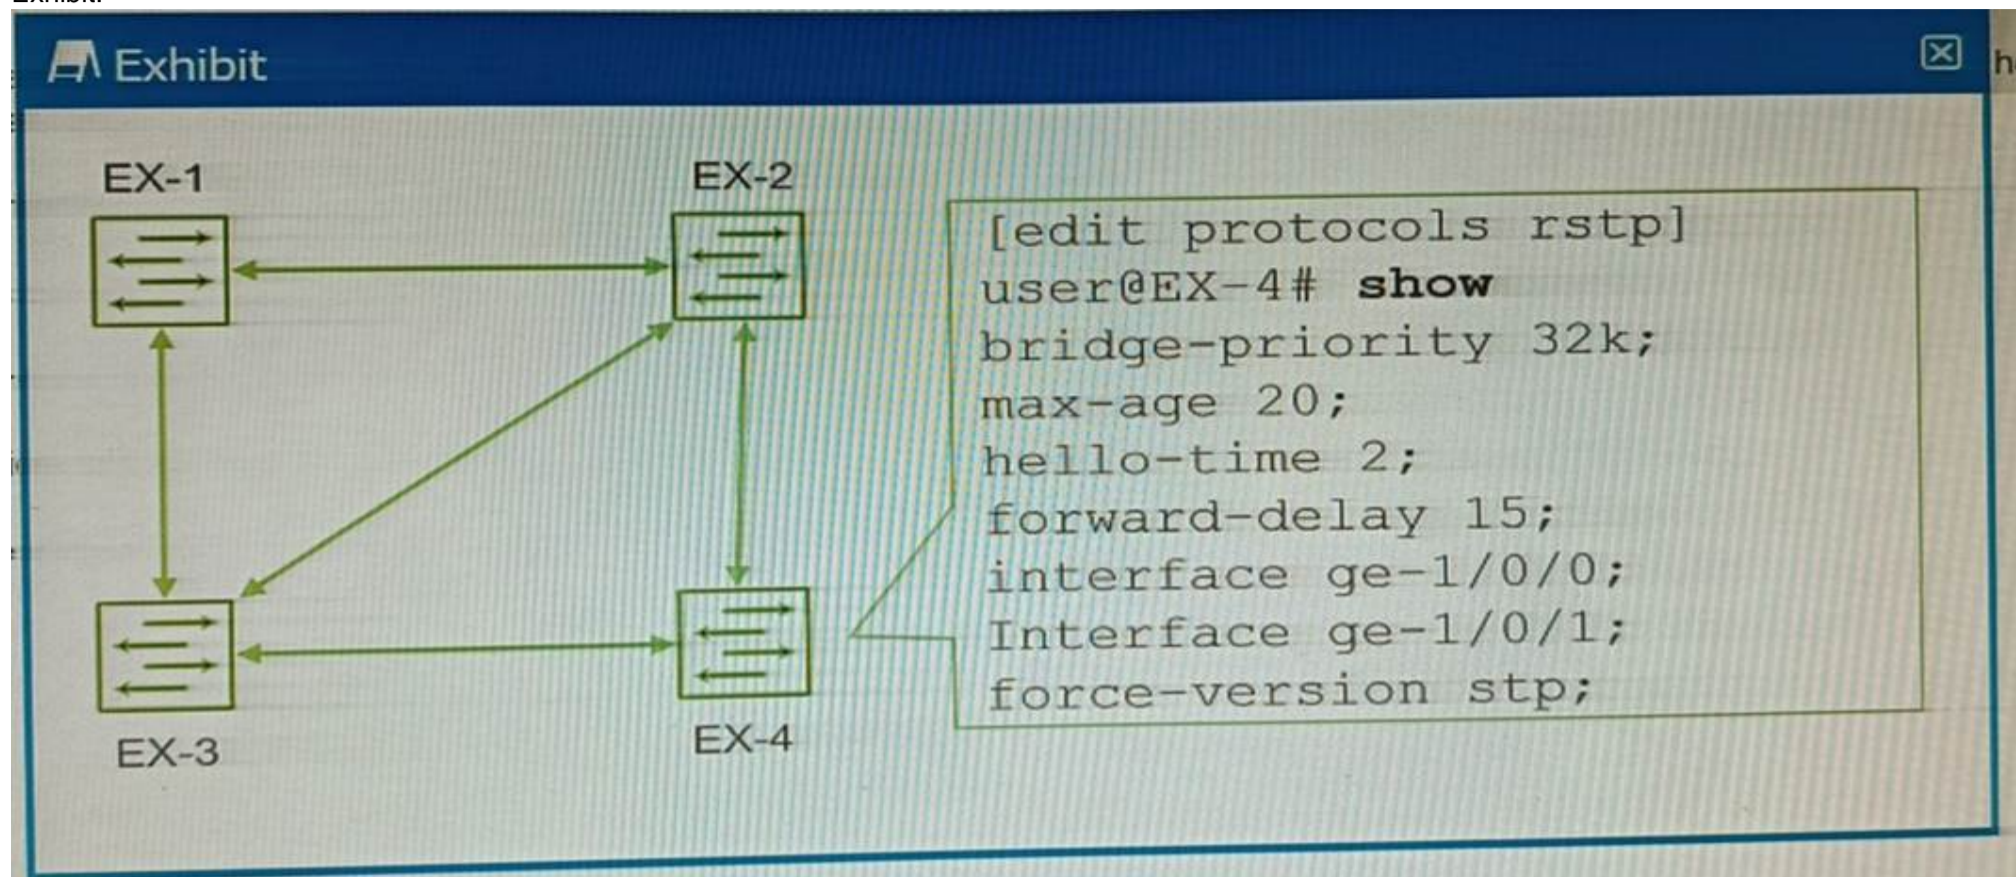 Exhibit
EX-1
EX-2
[edit protocols rstp]
user@EX-4# show
bridge-priority 32k;
max-age 20;
hello-time 2;
forward-delay 15;
interface ge-1/0/0;
Interface ge-1/0/1;
force-version stp;
EX-3
EX-4